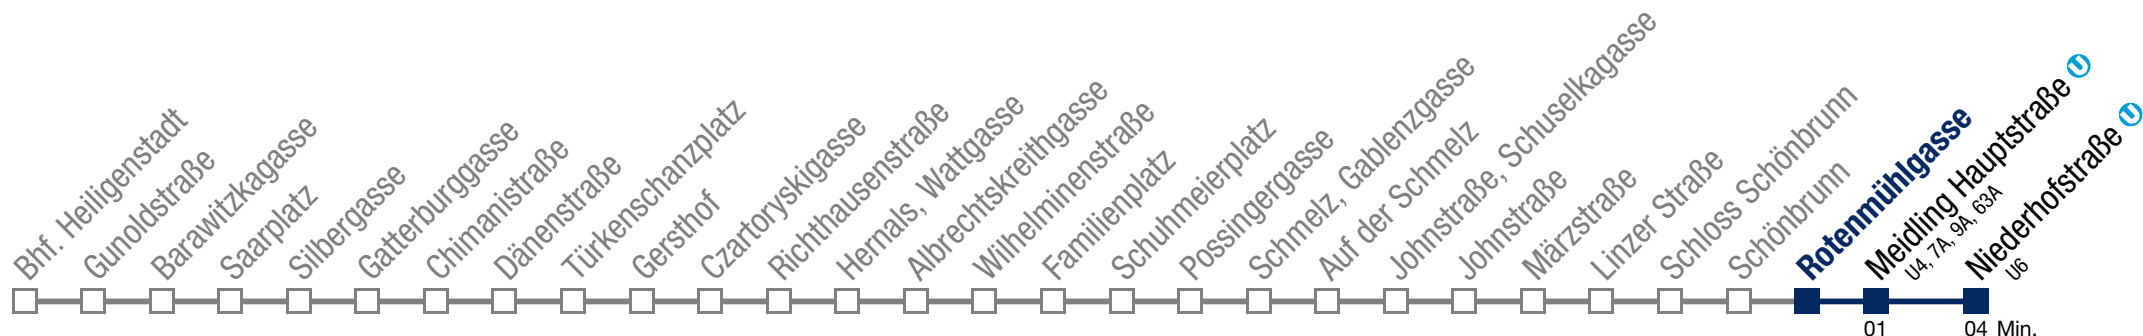 Bhf. Heiligenstadt
Gunoldstraße
Barawitzkagasse
Saarplatz
Silbergasse
Gatterburggasse
Chimanistraße
Dänenstraße
Türkenschanzplatz
Gersthof
Czartoryskigasse
Richthausenstraße
Hernals, Wattgasse
Albrechtskreithgasse
Wilhelminenstraße
Familienplatz
Schuhmeierplatz
Possingergasse
Schmelz, Gablenzgasse
Auf der Schmelz
Johnstraße, Schuselkagasse
Johnstraße
Märzstraße
Linzer Straße
Schloss Schönbrunn
Schönbrunn
Rotenmühlgasse
Meidling Hauptstraße U
U4, 7A, 9A, 63A
Niederhofstraße U
U6
01 04 Min.